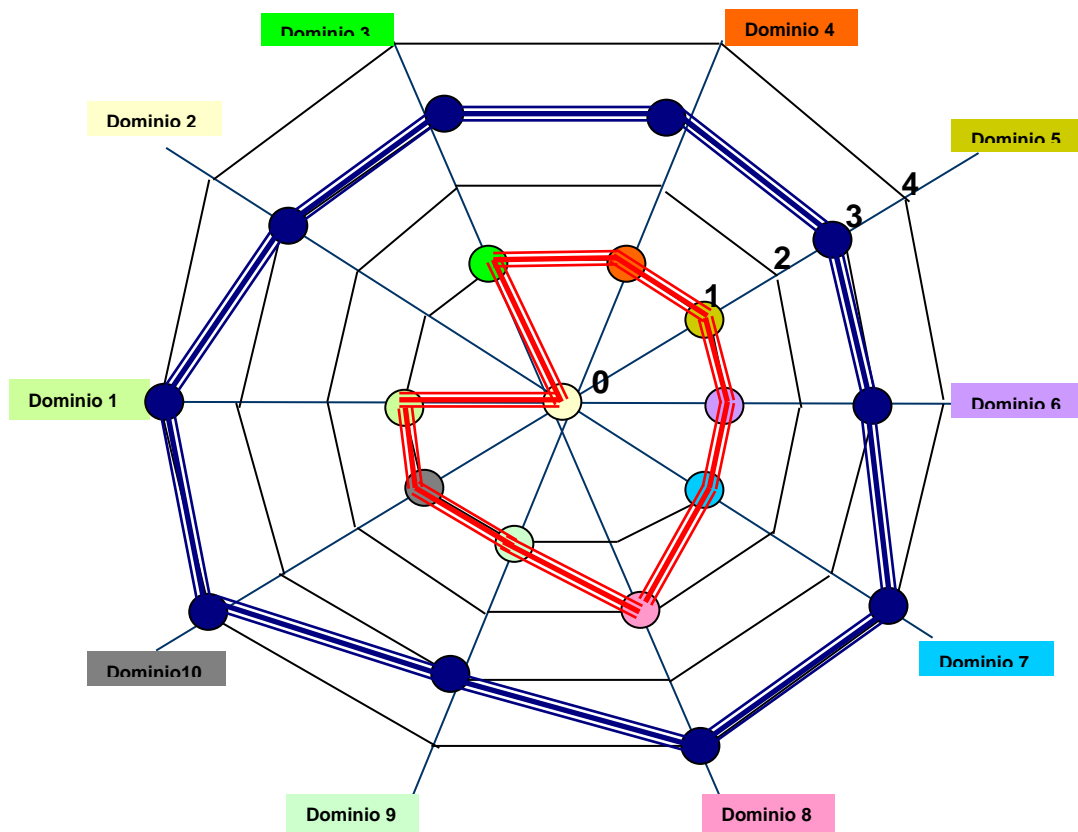 Dominio 3
Dominio 4
Dominio 2
Dominio 5
4
3
2
1
0
Dominio 1
Dominio 6
Dominio10
Dominio 7
Dominio 9
Dominio 8